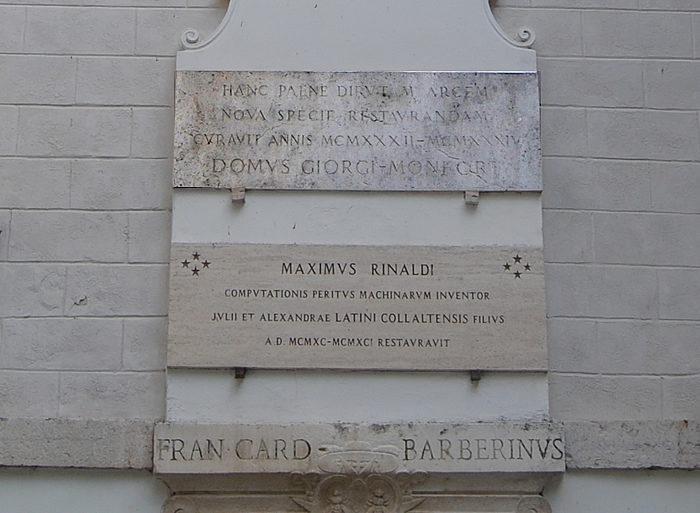 HANC PAENE DIRVTAM ARCEM
NOVA SPECIE RESTAVRANDAM
CVRAVIT ANNIS MCMXXXII-MCMXXXIV
DOMVS GIORGI-MONFORT
MAXIMVS RINALDI
COMPVTATIONIS PERITVS MACHINARVM INVENTOR
JVLII ET ALEXANDRAE LATINI COLLALTENSIS FILIVS
A D. MCMXC-MCMXCI RESTAVRAVIT
FRAN·CARD BARBERINVS